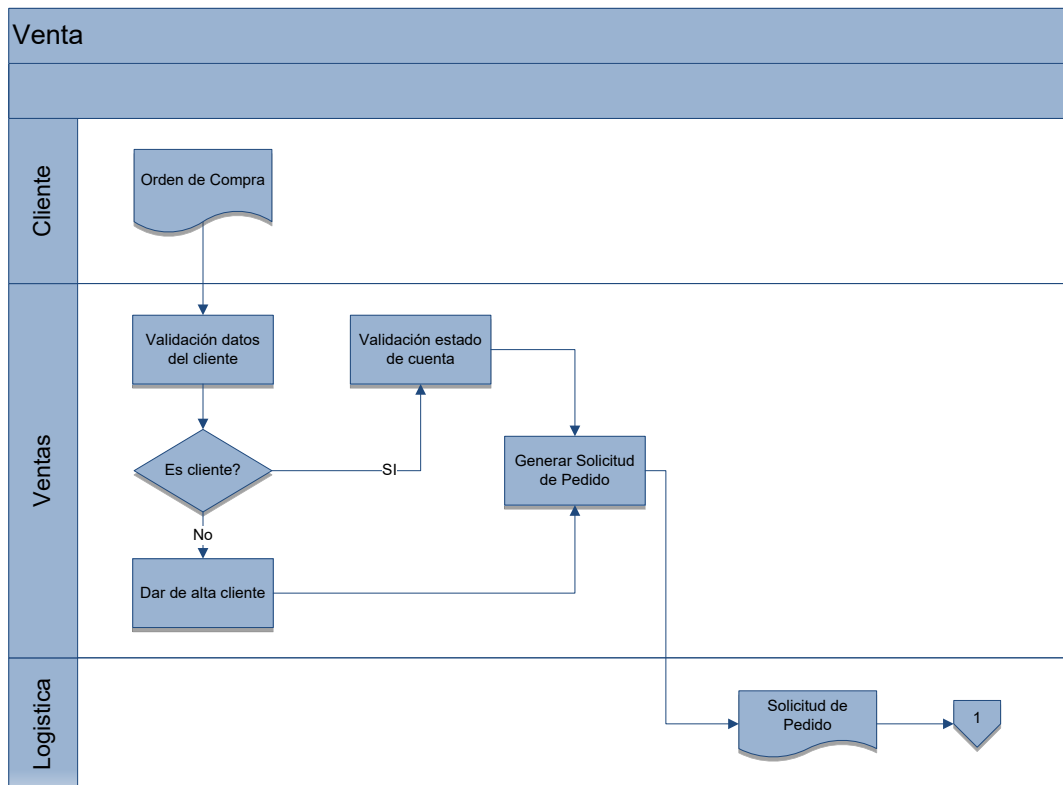 Venta
Cliente
Orden de Compra
Ventas
Validación datos
del cliente
Validación estado
de cuenta
Es cliente?
SI
Generar Solicitud
de Pedido
No
Dar de alta cliente
Logistica
Solicitud de
Pedido
1